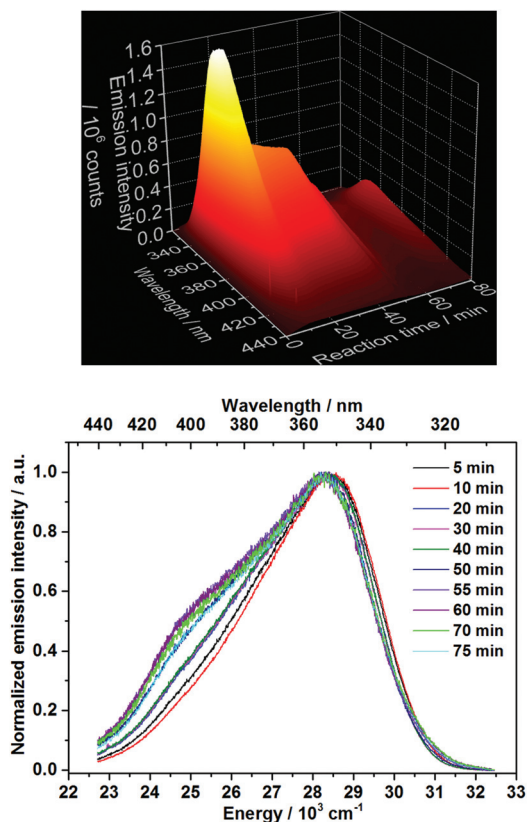 1.6
1.4
1.2
1.0
0.8
0.6
0.4
0.2
0.0
Emission intensity
/ 10⁶ counts
340
360
380
400
420
440
Wavelength / nm
0
20
40
60
80
Reaction time / min
Wavelength / nm
440 420 400 380 360 340 320
1.0
0.8
0.6
0.4
0.2
0.0
Normalized emission intensity / a.u.
5 min
10 min
20 min
30 min
40 min
50 min
55 min
60 min
70 min
75 min
22 23 24 25 26 27 28 29 30 31 32 33
Energy / 10³ cm⁻¹